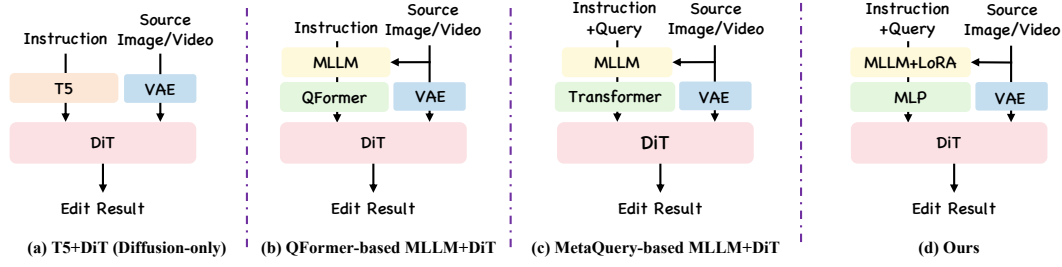 Instruction
Source
Image/Video
T5
VAE
DiT
Edit Result
(a) T5+DiT (Diffusion-only)
Instruction
Source
Image/Video
MLLM
QFormer
VAE
DiT
Edit Result
(b) QFormer-based MLLM+DiT
Instruction
+Query
Source
Image/Video
MLLM
Transformer
VAE
DiT
Edit Result
(c) MetaQuery-based MLLM+DiT
Instruction
+Query
Source
Image/Video
MLLM+LoRA
MLP
VAE
DiT
Edit Result
(d) Ours